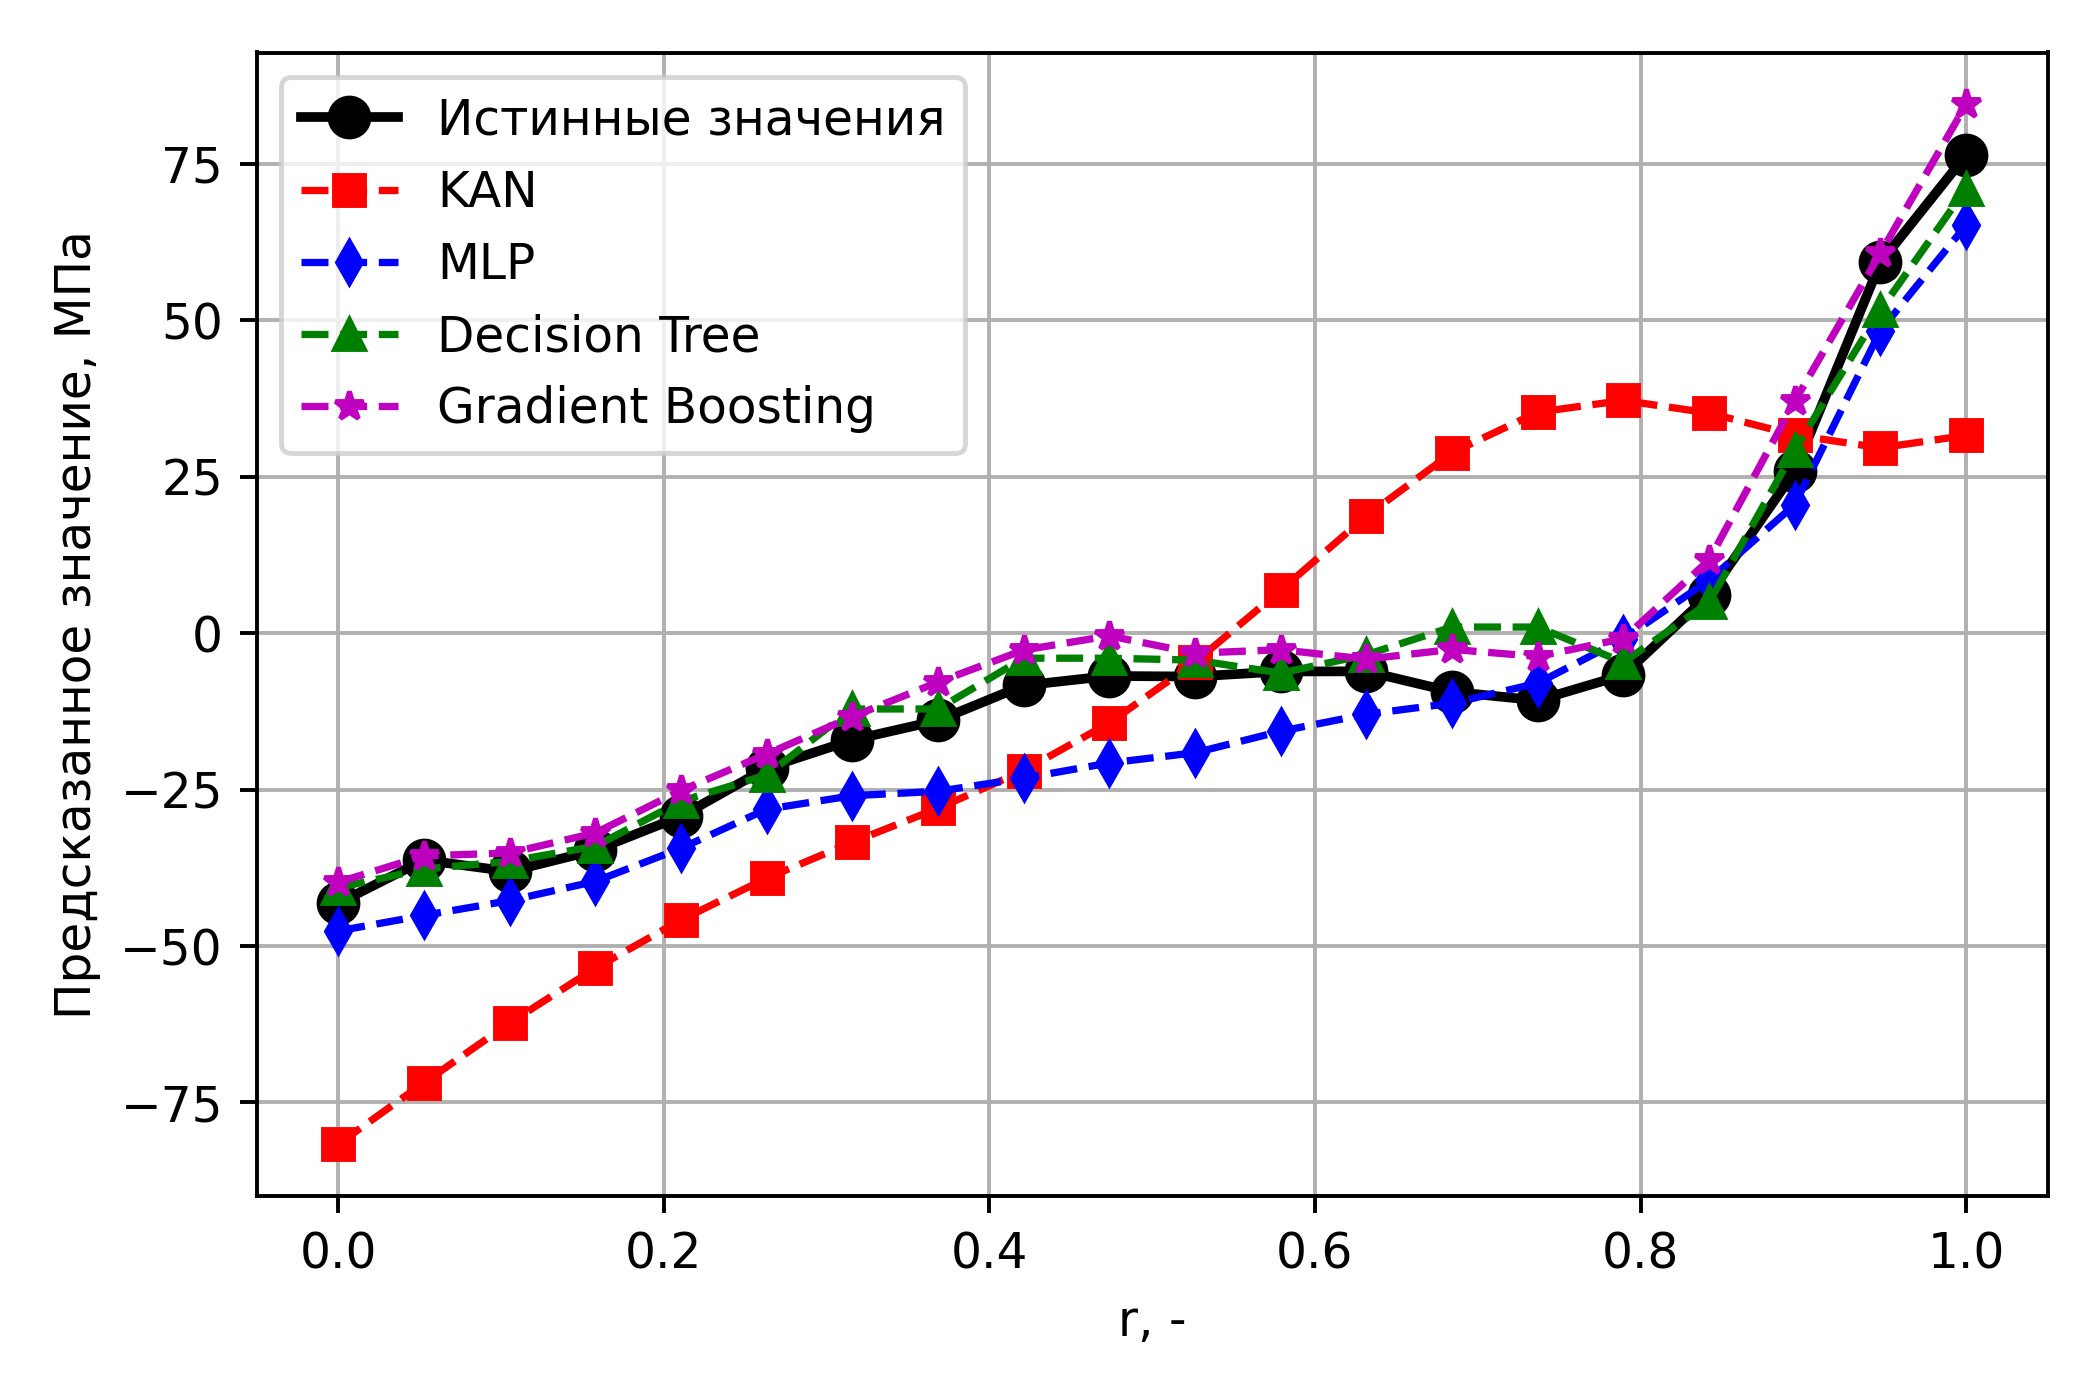 Истинные значения
KAN
MLP
Decision Tree
Gradient Boosting
Предсказанное значение, МПа
75
50
25
0
−25
−50
−75
0.0 0.2 0.4 0.6 0.8 1.0
r, -